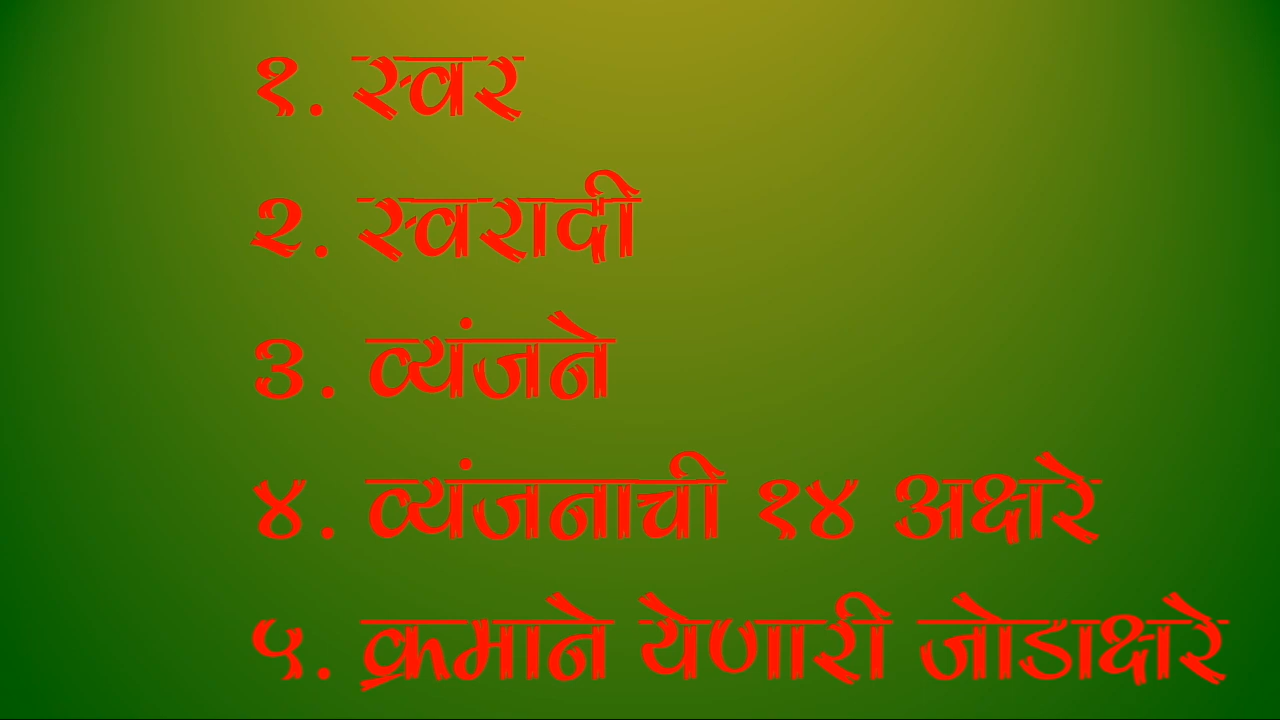 १. स्वर
२. स्वरादी
३. व्यंजने
४. व्यंजनाची १४ अक्षरे
५. क्रमाने येणारी जोडाक्षरे